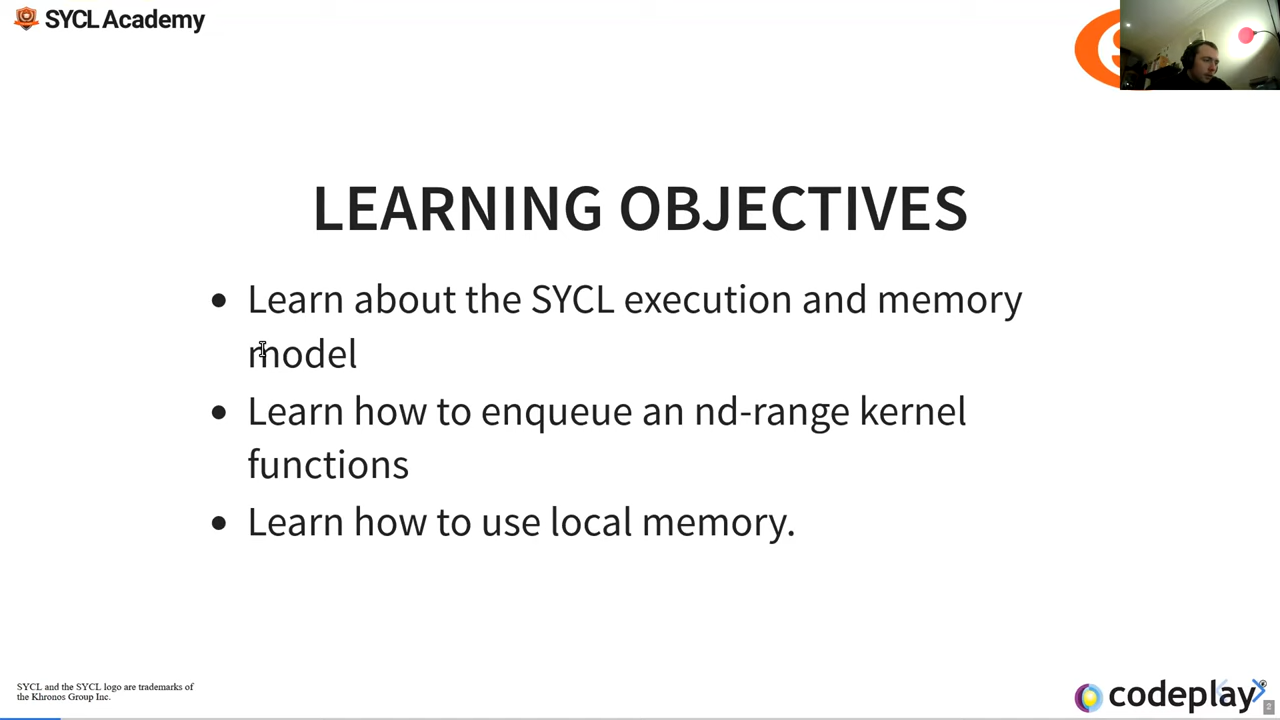 SYCL Academy
LEARNING OBJECTIVES
Learn about the SYCL execution and memory
model
Learn how to enqueue an nd-range kernel
functions
Learn how to use local memory.
SYCL and the SYCL logo are trademarks of
the Khronos Group Inc.
codeplay
2